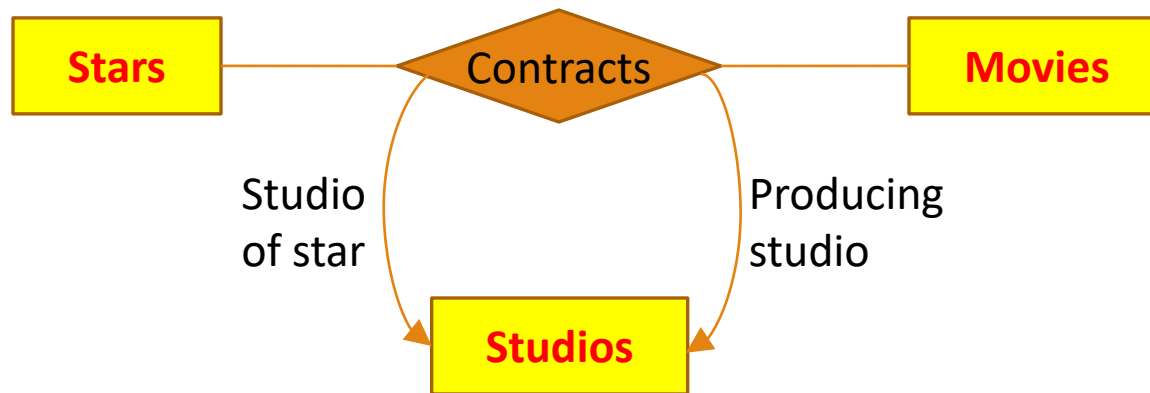 Stars
Contracts
Movies
Studio
of star
Producing
studio
Studios